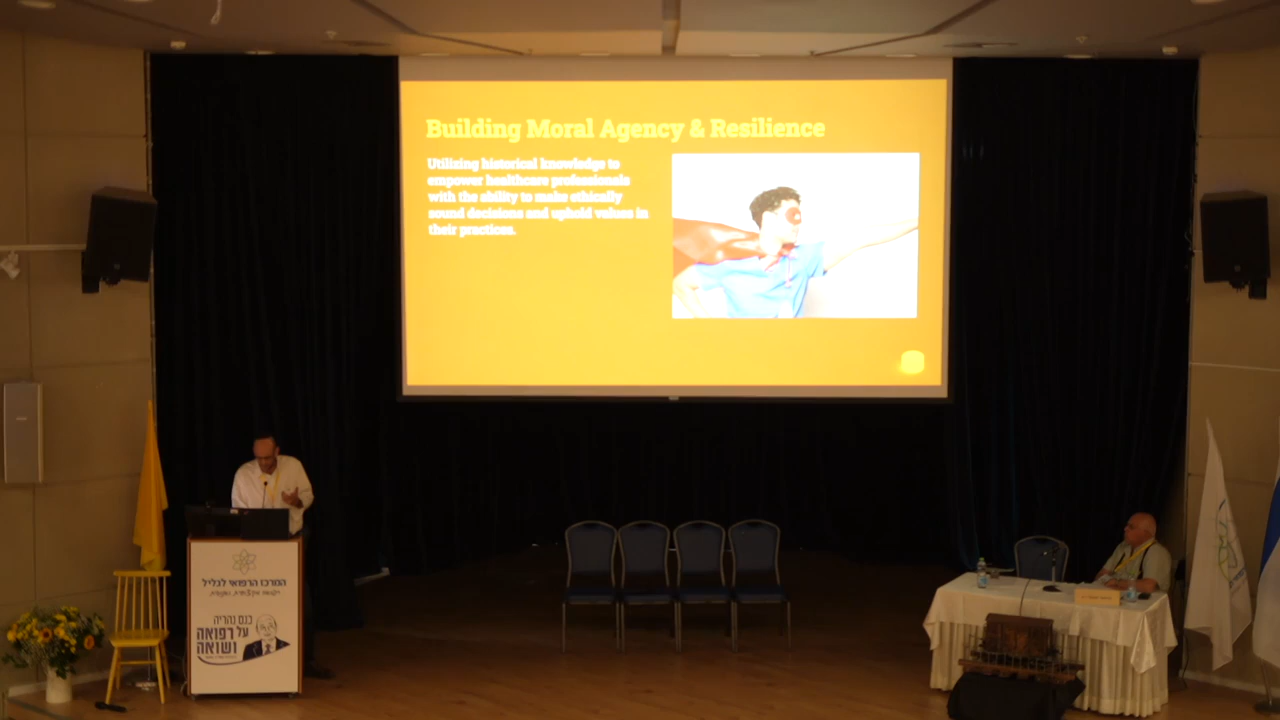 Building Moral Agency & Resilience
Utilizing historical knowledge to
empower healthcare professionals
with the ability to make ethically
sound decisions and uphold values in
their practices.
המרכז הרפואי לגליל
כנס נהריה
על רפואה
ושואה